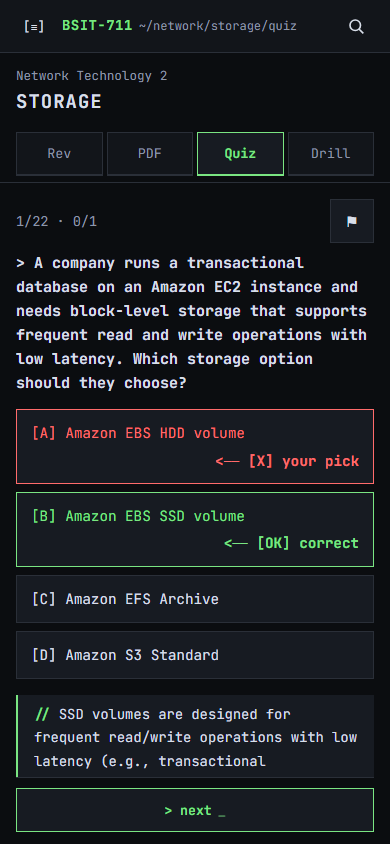 [≡] BSIT-711 ~/network/storage/quiz
Network Technology 2
STORAGE
Rev PDF Quiz Drill
1/22 · 0/1
> A company runs a transactional
database on an Amazon EC2 instance and
needs block-level storage that supports
frequent read and write operations with
low latency. Which storage option
should they choose?
[A] Amazon EBS HDD volume
<── [X] your pick
[B] Amazon EBS SSD volume
<── [OK] correct
[C] Amazon EFS Archive
[D] Amazon S3 Standard
// SSD volumes are designed for
frequent read/write operations with low
latency (e.g., transactional
> next _